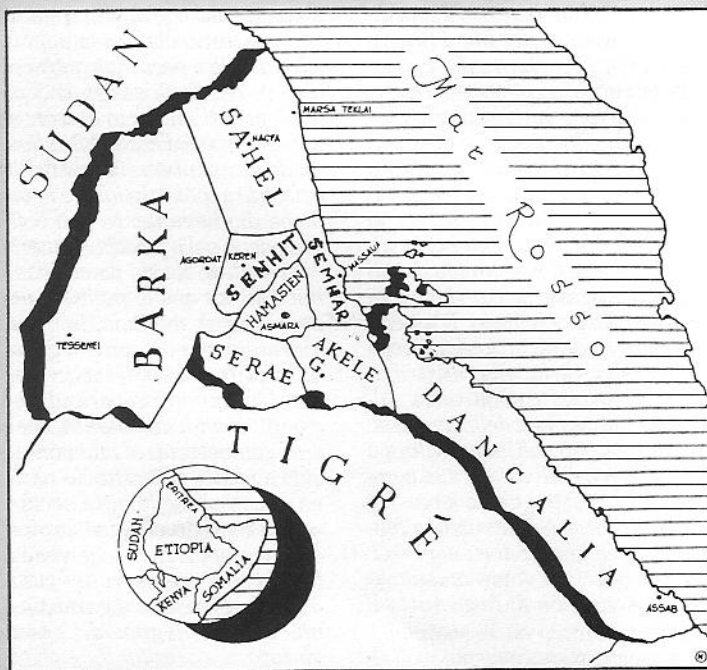 SUDAN
Mar Rosso
SAHEL
NACFA
MARSA TEKLAI
BARKA
AGORDAT
KEREN
SENHIT
SEMHAR
MASSAUA
HAMASIEN
ASMARA
TESSENEI
SERAE
AKELE G.
DANCALIA
TIGRE
ASSAB
ERITREA
SUDAN
ETIOPIA
KENYA
SOMALIA